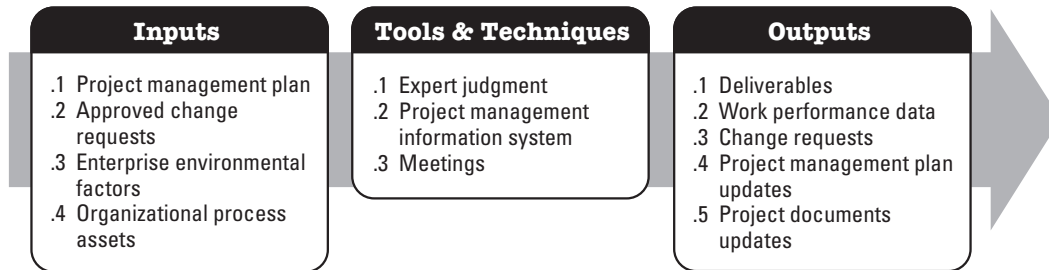 Inputs
.1 Project management plan
.2 Approved change
requests
.3 Enterprise environmental
factors
.4 Organizational process
assets
Tools & Techniques
.1 Expert judgment
.2 Project management
information system
.3 Meetings
Outputs
.1 Deliverables
.2 Work performance data
.3 Change requests
.4 Project management plan
updates
.5 Project documents
updates